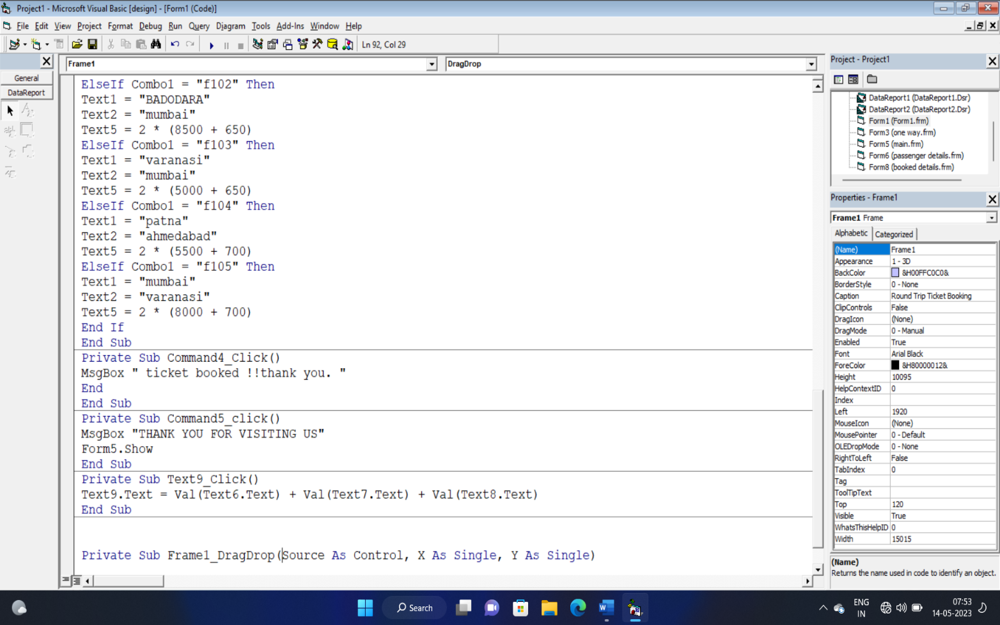 Project1 - Microsoft Visual Basic [design] - [Form1 (Code)]
File Edit View Project Format Debug Run Query Diagram Tools Add-Ins Window Help
Ln 92, Col 29
General
DataReport
Frame1
DragDrop
ElseIf Combo1 = "f102" Then
Text1 = "BADODARA"
Text2 = "mumbai"
Text5 = 2 * (8500 + 650)
ElseIf Combo1 = "f103" Then
Text1 = "varanasi"
Text2 = "mumbai"
Text5 = 2 * (5000 + 650)
ElseIf Combo1 = "f104" Then
Text1 = "patna"
Text2 = "ahmedabad"
Text5 = 2 * (5500 + 700)
ElseIf Combo1 = "f105" Then
Text1 = "mumbai"
Text2 = "varanasi"
Text5 = 2 * (8000 + 700)
End If
End Sub
Private Sub Command4_Click()
MsgBox " ticket booked !!thank you. "
End
End Sub
Private Sub Command5_click()
MsgBox "THANK YOU FOR VISITING US"
Form5.Show
End Sub
Private Sub Text9_Click()
Text9.Text = Val(Text6.Text) + Val(Text7.Text) + Val(Text8.Text)
End Sub
Private Sub Frame1_DragDrop(Source As Control, X As Single, Y As Single)
Project - Project1
DataReport1 (DataReport1.Dsr)
DataReport2 (DataReport2.Dsr)
Form1 (Form1.frm)
Form3 (one way.frm)
Form5 (main.frm)
Form6 (passenger details.frm)
Form8 (booked details.frm)
Properties - Frame1
Frame1 Frame
Alphabetic Categorized
(Name) Frame1
Appearance 1 - 3D
BackColor &H00FFC0C0&
BorderStyle 0 - None
Caption Round Trip Ticket Booking
ClipControls False
DragIcon (None)
DragMode 0 - Manual
Enabled True
Font Arial Black
ForeColor &H80000012&
Height 10095
HelpContextID 0
Index
Left 1920
MouseIcon (None)
MousePointer 0 - Default
OLEDropMode 0 - None
RightToLeft False
TabIndex 0
Tag
ToolTipText
Top 120
Visible True
WhatsThisHelpID 0
Width 15015
(Name)
Returns the name used in code to identify an object.
Search
ENG
IN
07:53
14-05-2023